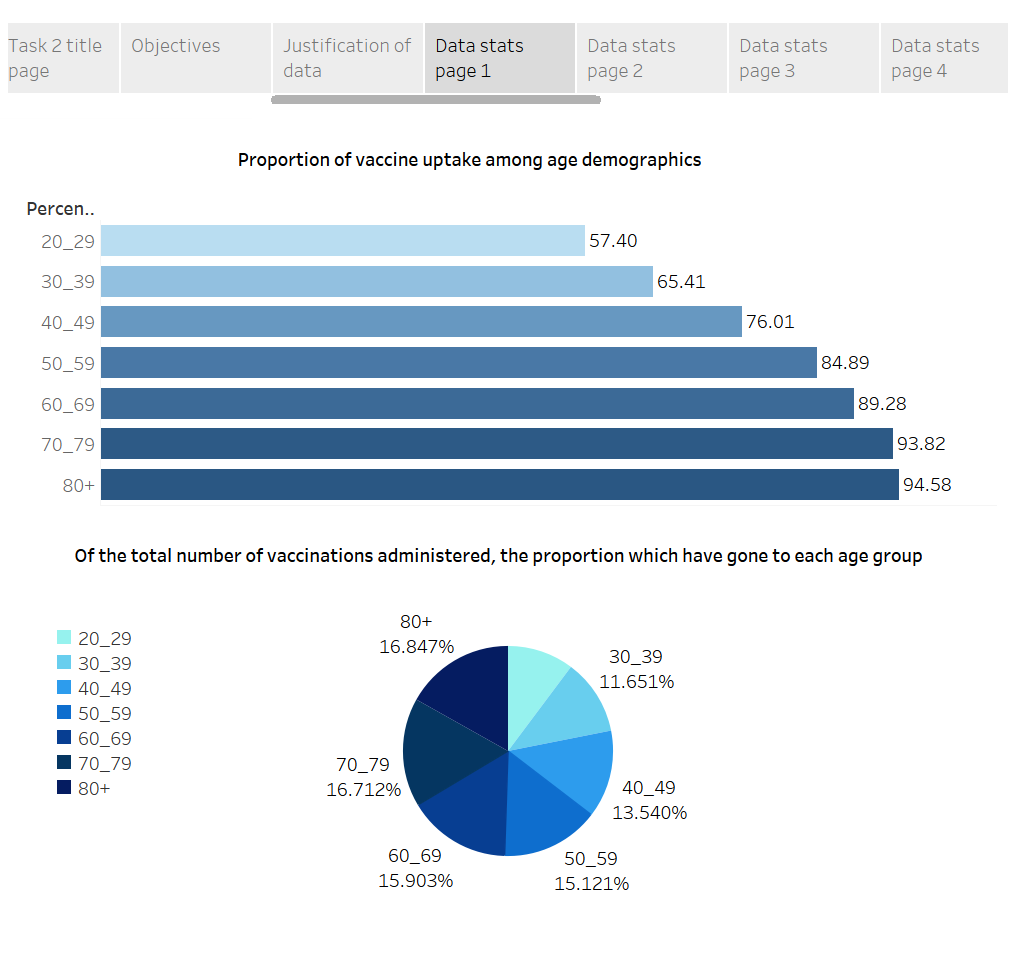 Task 2 title
page
Objectives
Justification of
data
Data stats
page 1
Data stats
page 2
Data stats
page 3
Data stats
page 4
Proportion of vaccine uptake among age demographics
Percen..
20_29
57.40
30_39
65.41
40_49
76.01
50_59
84.89
60_69
89.28
70_79
93.82
80+
94.58
Of the total number of vaccinations administered, the proportion which have gone to each age group
20_29
30_39
40_49
50_59
60_69
70_79
80+
80+
16.847%
30_39
11.651%
70_79
16.712%
40_49
13.540%
60_69
15.903%
50_59
15.121%